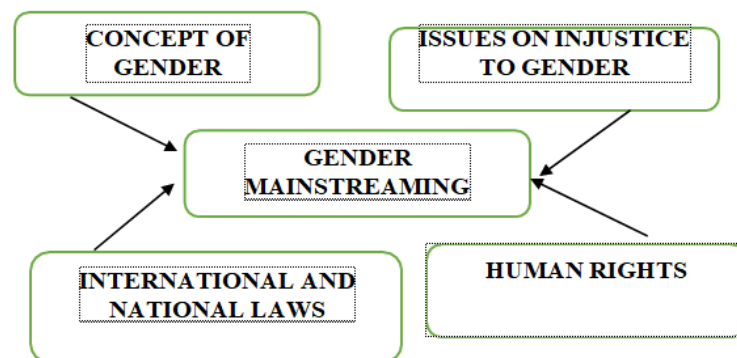 CONCEPT OF
GENDER
ISSUES ON INJUSTICE
TO GENDER
GENDER
MAINSTREAMING
INTERNATIONAL AND
NATIONAL LAWS
HUMAN RIGHTS